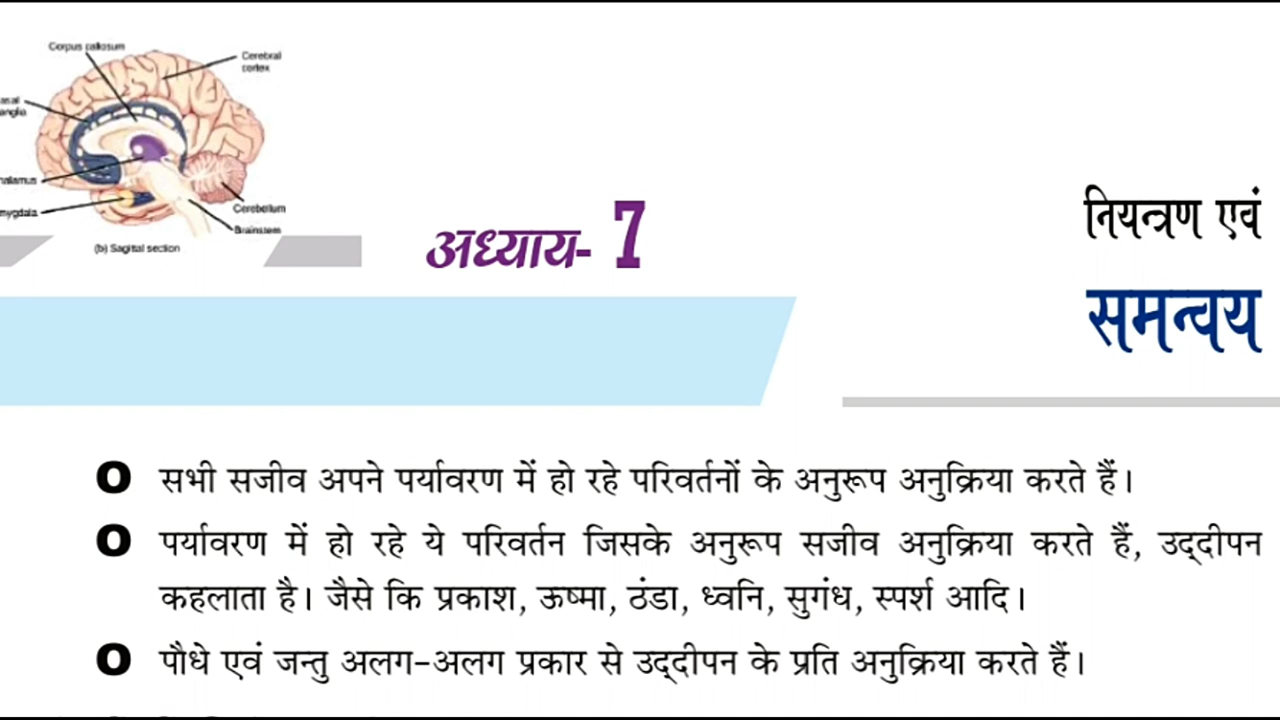 Corpus callosum
Cerebral
cortex
Cerebellum
Brainstem
(b) Sagittal section
अध्याय- 7
नियन्त्रण एवं
समन्वय
O सभी सजीव अपने पर्यावरण में हो रहे परिवर्तनों के अनुरूप अनुक्रिया करते हैं।
O पर्यावरण में हो रहे ये परिवर्तन जिसके अनुरूप सजीव अनुक्रिया करते हैं, उद्दीपन
कहलाता है। जैसे कि प्रकाश, ऊष्मा, ठंडा, ध्वनि, सुगंध, स्पर्श आदि।
O पौधे एवं जन्तु अलग-अलग प्रकार से उद्दीपन के प्रति अनुक्रिया करते हैं।